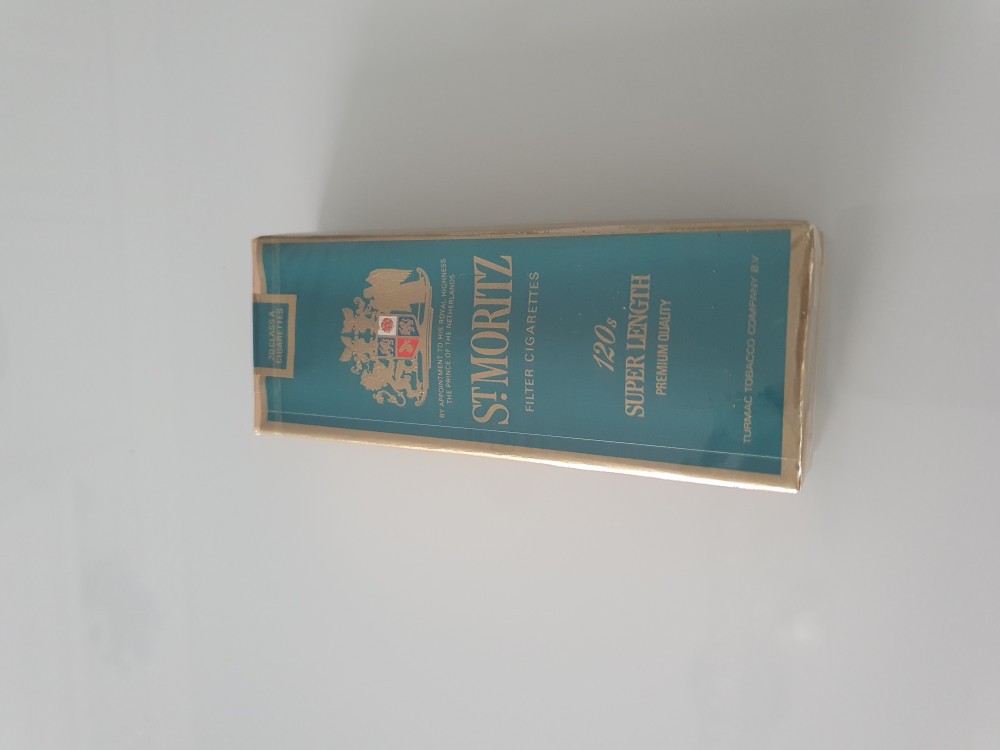 20 CLASS A
CIGARETTES
BY APPOINTMENT TO HIS ROYAL HIGHNESS
THE PRINCE OF THE NETHERLANDS
ST. MORITZ
FILTER CIGARETTES
120s
SUPER LENGTH
PREMIUM QUALITY
TURMAC TOBACCO COMPANY B.V